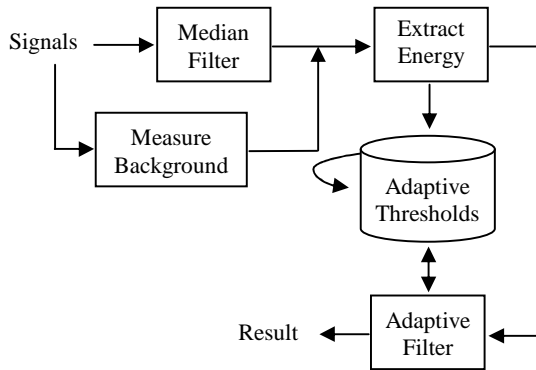 Signals
Median
Filter
Extract
Energy
Measure
Background
Adaptive
Thresholds
Result
Adaptive
Filter